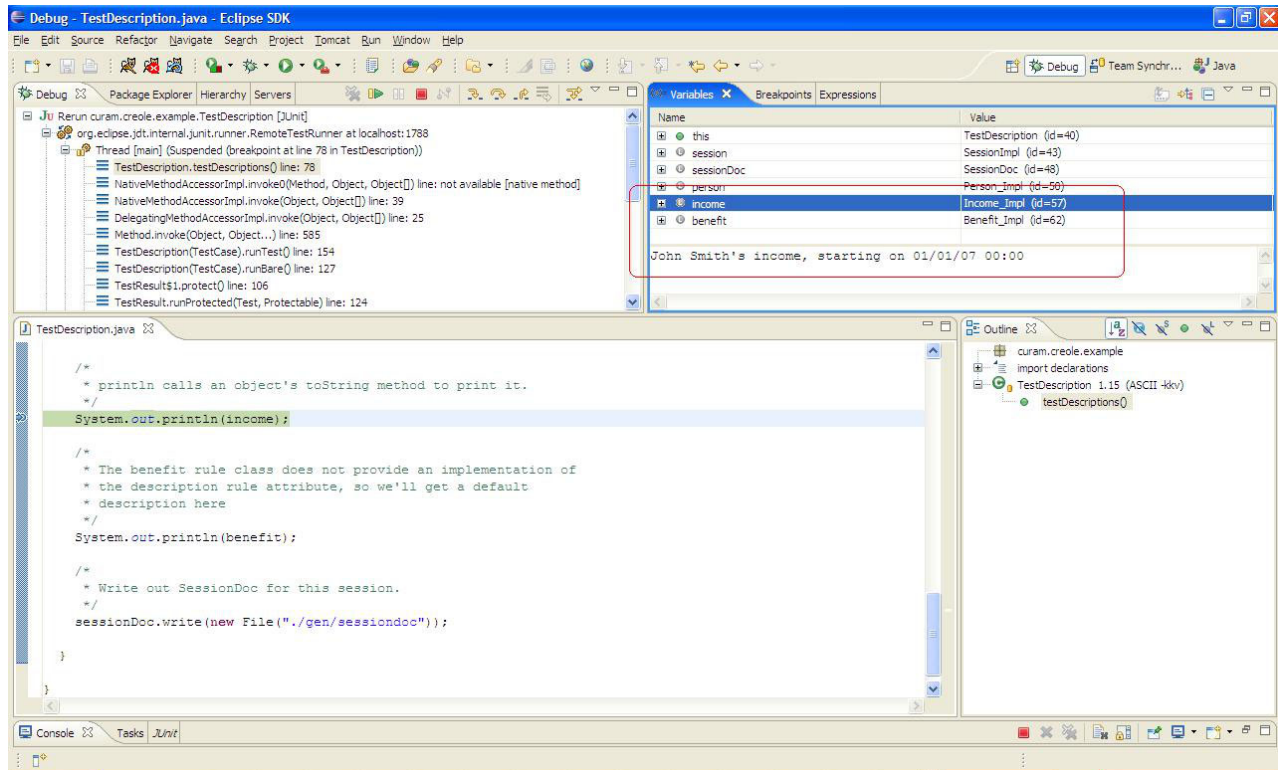 Debug - TestDescription.java - Eclipse SDK
File Edit Source Refactor Navigate Search Project Tomcat Run Window Help
Debug Team Synchr... Java
Debug Package Explorer Hierarchy Servers
Ju Rerun curam.creole.example.TestDescription [JUnit]
org.eclipse.jdt.internal.junit.runner.RemoteTestRunner at localhost:1788
Thread [main] (Suspended (breakpoint at line 78 in TestDescription))
TestDescription.testDescriptions() line: 78
NativeMethodAccessorImpl.invoke0(Method, Object, Object[]) line: not available [native method]
NativeMethodAccessorImpl.invoke(Object, Object[]) line: 39
DelegatingMethodAccessorImpl.invoke(Object, Object[]) line: 25
Method.invoke(Object, Object...) line: 585
TestDescription(TestCase).runTest() line: 154
TestDescription(TestCase).runBare() line: 127
TestResult$1.protect() line: 106
TestResult.runProtected(Test, Protectable) line: 124
Variables Breakpoints Expressions
Name Value
this TestDescription (id=40)
session SessionImpl (id=43)
sessionDoc SessionDoc (id=48)
person Person_Impl (id=50)
income Income_Impl (id=57)
benefit Benefit_Impl (id=62)
John Smith's income, starting on 01/01/07 00:00
TestDescription.java
/*
* println calls an object's toString method to print it.
*/
System.out.println(income);
/*
* The benefit rule class does not provide an implementation of
* the description rule attribute, so we'll get a default
* description here
*/
System.out.println(benefit);
/*
* Write out SessionDoc for this session.
*/
sessionDoc.write(new File("./gen/sessiondoc"));
}
}
Outline
curam.creole.example
import declarations
TestDescription 1.15 (ASCII -kkv)
testDescriptions()
Console Tasks JUnit